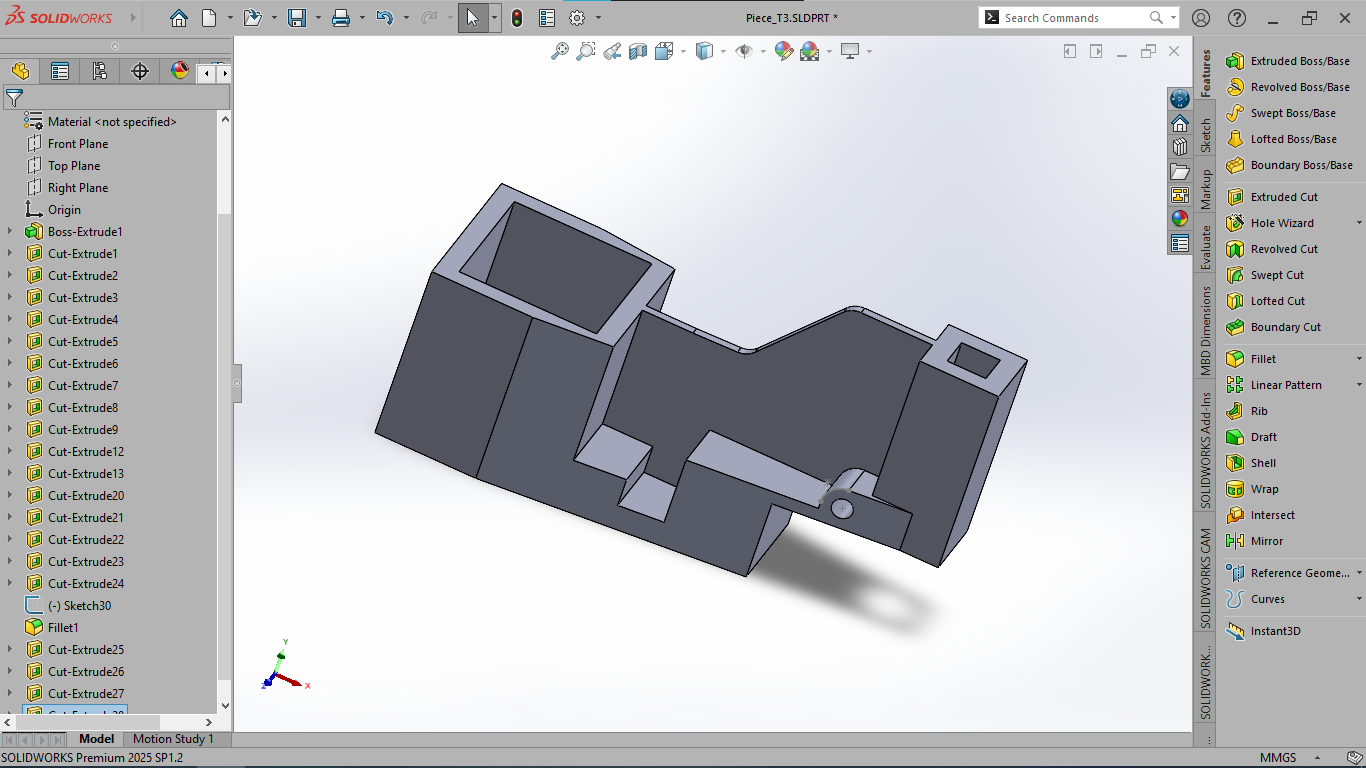 SOLIDWORKS
Piece_T3.SLDPRT *
Search Commands
Material <not specified>
Front Plane
Top Plane
Right Plane
Origin
Boss-Extrude1
Cut-Extrude1
Cut-Extrude2
Cut-Extrude3
Cut-Extrude4
Cut-Extrude5
Cut-Extrude6
Cut-Extrude7
Cut-Extrude8
Cut-Extrude9
Cut-Extrude12
Cut-Extrude13
Cut-Extrude20
Cut-Extrude21
Cut-Extrude22
Cut-Extrude23
Cut-Extrude24
(-) Sketch30
Fillet1
Cut-Extrude25
Cut-Extrude26
Cut-Extrude27
Cut-Extrude28
Y
X
Z
Features
Sketch
Markup
Evaluate
MBD Dimensions
SOLIDWORKS Add-Ins
SOLIDWORKS CAM
SOLIDWORK...
Extruded Boss/Base
Revolved Boss/Base
Swept Boss/Base
Lofted Boss/Base
Boundary Boss/Base
Extruded Cut
Hole Wizard
Revolved Cut
Swept Cut
Lofted Cut
Boundary Cut
Fillet
Linear Pattern
Rib
Draft
Shell
Wrap
Intersect
Mirror
Reference Geome...
Curves
Instant3D
Model
Motion Study 1
SOLIDWORKS Premium 2025 SP1.2
MMGS